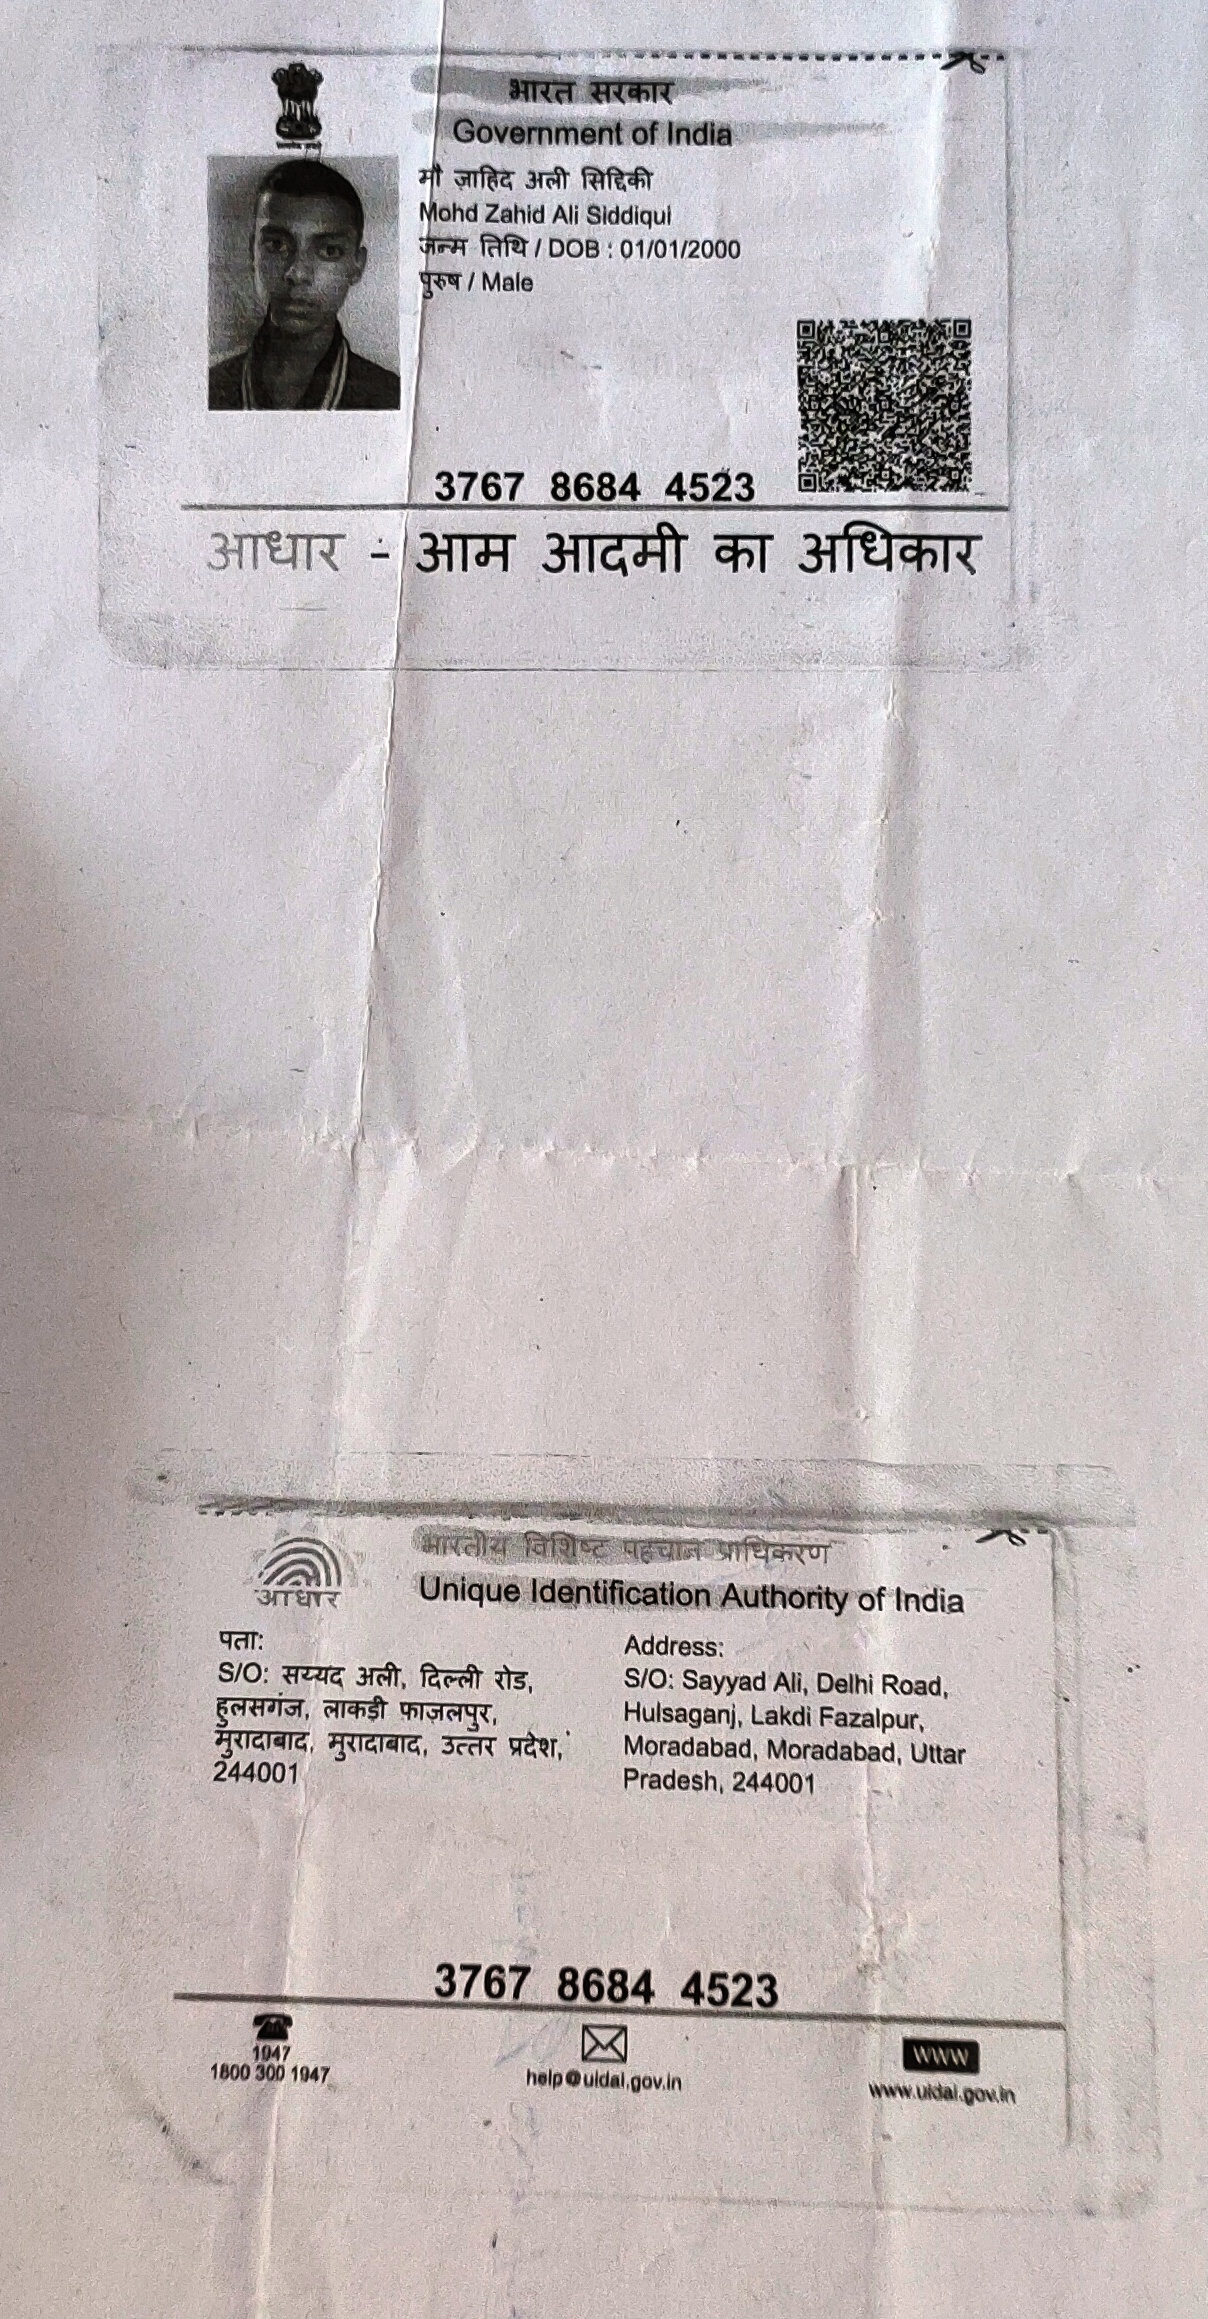 भारत सरकार
Government of India
मौ ज़ाहिद अली सिद्दिकी
Mohd Zahid Ali Siddiqui
जन्म तिथि / DOB : 01/01/2000
पुरुष / Male
3767 8684 4523
आधार - आम आदमी का अधिकार
भारतीय विशिष्ट पहचान प्राधिकरण
आधार
Unique Identification Authority of India
पता:
S/O: सय्यद अली, दिल्ली रोड,
हुलसगंज, लाकड़ी फाज़लपुर,
मुरादाबाद, मुरादाबाद, उत्तर प्रदेश,
244001
Address:
S/O: Sayyad Ali, Delhi Road,
Hulsaganj, Lakdi Fazalpur,
Moradabad, Moradabad, Uttar
Pradesh, 244001
3767 8684 4523
1947
1800 300 1947
help@uidai.gov.in
www
www.uidai.gov.in